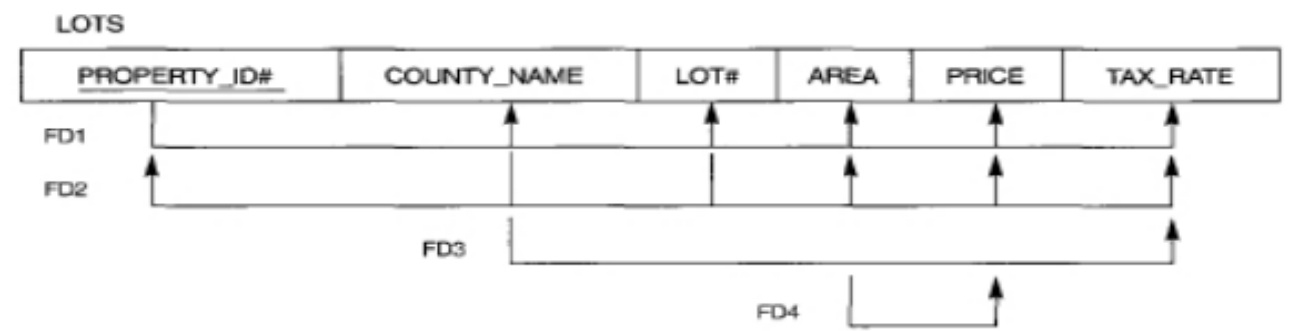 LOTS
PROPERTY_ID# COUNTY_NAME LOT# AREA PRICE TAX_RATE
FD1
FD2
FD3
FD4